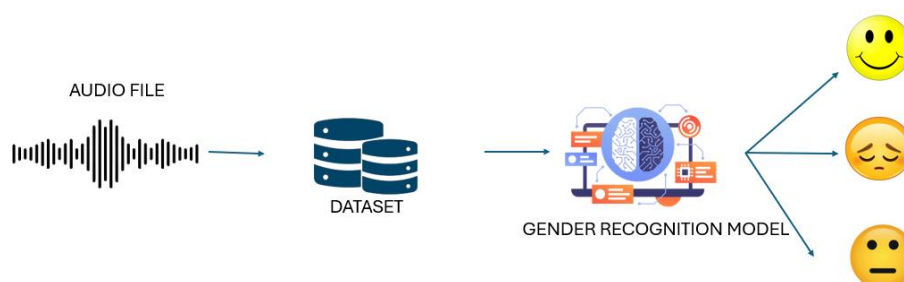 AUDIO FILE
DATASET
GENDER RECOGNITION MODEL